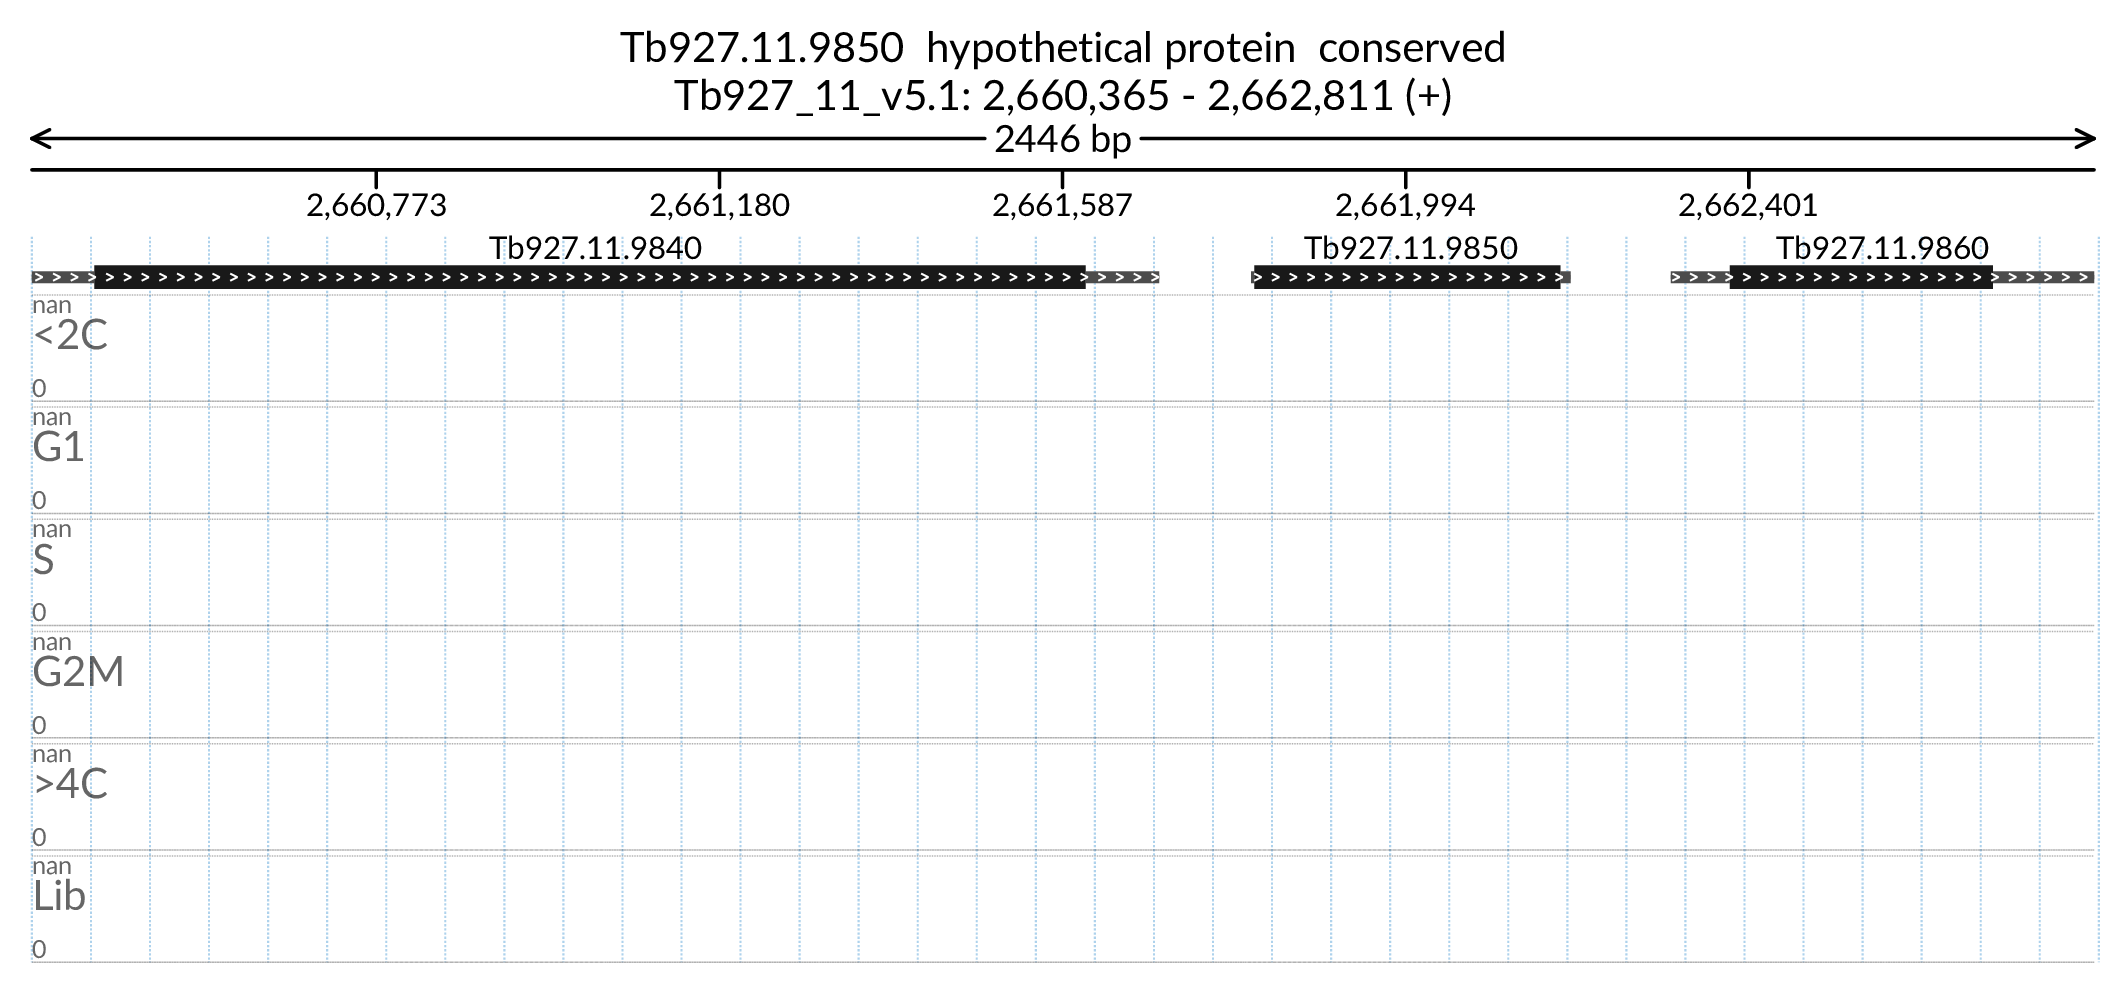 Tb927.11.9850  hypothetical protein  conserved
Tb927_11_v5.1: 2,660,365 - 2,662,811 (+)
2446 bp
2,660,773 2,661,180 2,661,587 2,661,994 2,662,401
Tb927.11.9840 Tb927.11.9850 Tb927.11.9860
nan
<2C
0
nan
G1
0
nan
S
0
nan
G2M
0
nan
>4C
0
nan
Lib
0